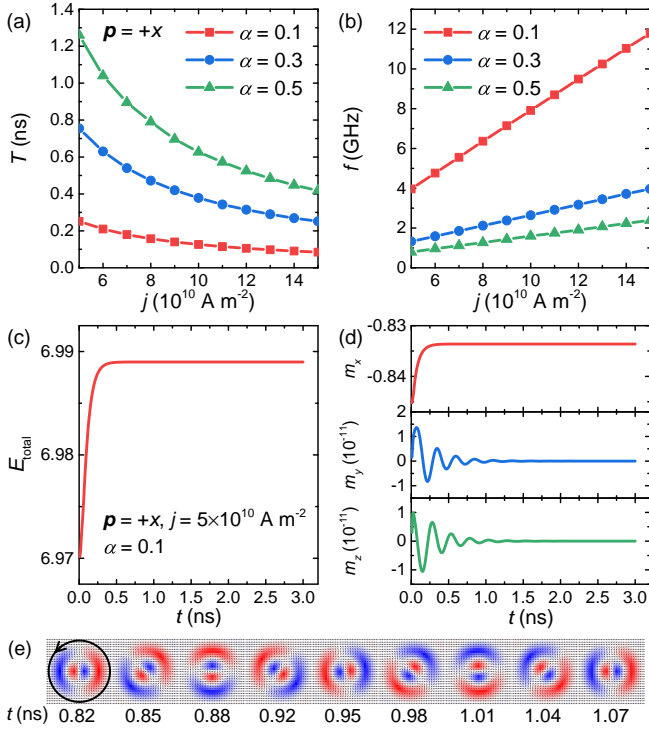 (a)
p = +x
α = 0.1
α = 0.3
α = 0.5
1.4
1.2
1.0
0.8
0.6
0.4
0.2
0.0
T (ns)
6 8 10 12 14
j (10¹⁰ A m⁻²)
(b)
α = 0.1
α = 0.3
α = 0.5
12
10
8
6
4
2
0
f (GHz)
6 8 10 12 14
j (10¹⁰ A m⁻²)
(c)
6.99
6.98
6.97
E_total
p = +x, j = 5×10¹⁰ A m⁻²
α = 0.1
0.0 0.5 1.0 1.5 2.0 2.5 3.0
t (ns)
(d)
-0.83
-0.84
m_x
2
1
0
-1
m_y (10⁻¹¹)
1
0
-1
m_z (10⁻¹¹)
0.0 0.5 1.0 1.5 2.0 2.5 3.0
t (ns)
(e)
t (ns) 0.82 0.85 0.88 0.92 0.95 0.98 1.01 1.04 1.07